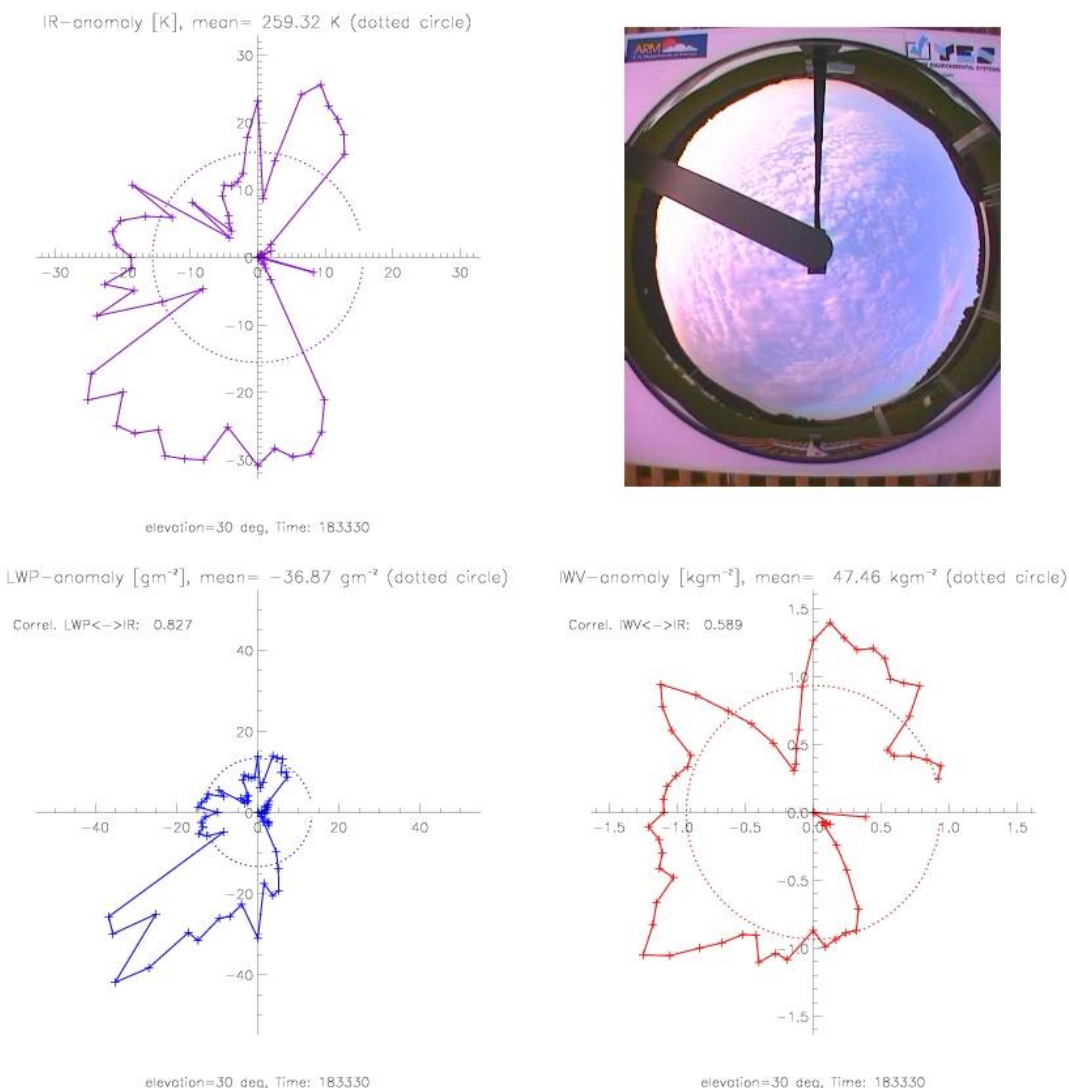 IR-anomaly [K], mean= 259.32 K (dotted circle)
30
20
10
-30 -20 -10 0 10 20 30
-10
-20
-30
elevation=30 deg, Time: 183330
ARM
YES
ENVIRONMENTAL SYSTEMS
LWP-anomaly [gm⁻²], mean= -36.87 gm⁻² (dotted circle)
Correl. LWP<->IR: 0.827
40
20
-40 -20 0 20 40
-20
-40
elevation=30 deg, Time: 183330
IWV-anomaly [kgm⁻²], mean= 47.46 kgm⁻² (dotted circle)
Correl. IWV<->IR: 0.589
1.5
1.0
0.5
0.0
-1.5 -1.0 -0.5 0.0 0.5 1.0 1.5
-0.5
-1.0
-1.5
elevation=30 deg, Time: 183330